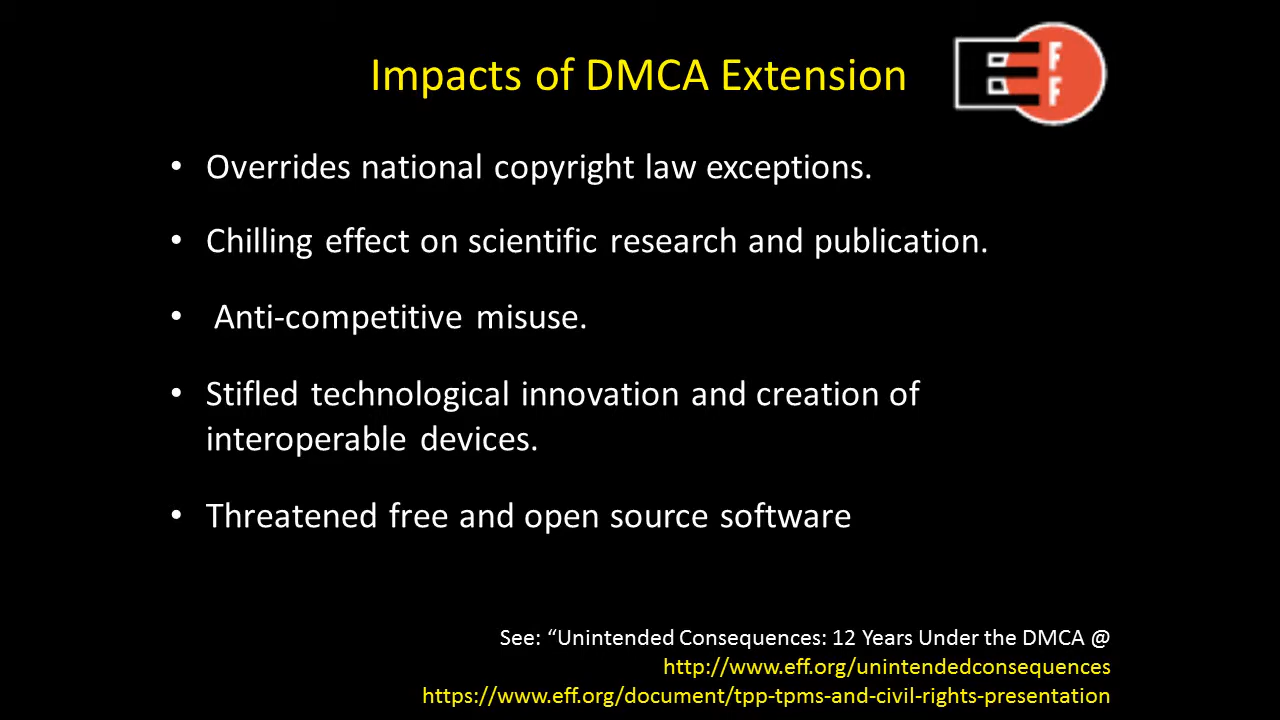 Impacts of DMCA Extension
EFF
• Overrides national copyright law exceptions.
• Chilling effect on scientific research and publication.
• Anti-competitive misuse.
• Stifled technological innovation and creation of
interoperable devices.
• Threatened free and open source software
See: “Unintended Consequences: 12 Years Under the DMCA @
http://www.eff.org/unintendedconsequences
https://www.eff.org/document/tpp-tpms-and-civil-rights-presentation